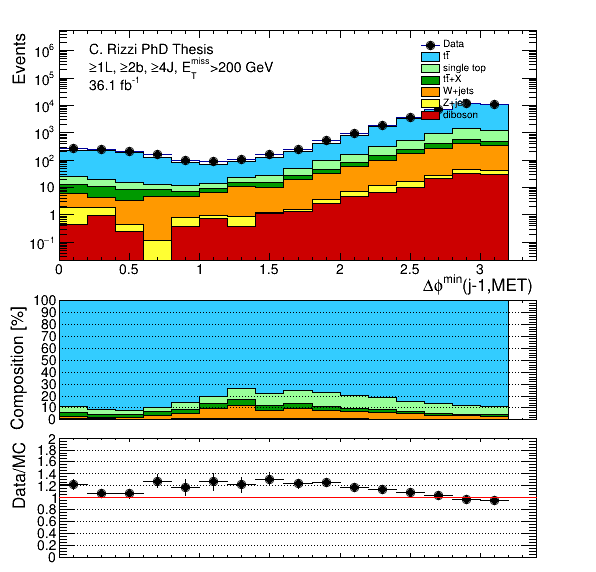 Events
C. Rizzi PhD Thesis
≥1L, ≥2b, ≥4J, E_T^miss>200 GeV
36.1 fb⁻¹
Data
tt̄
single top
tt̄+X
W+jets
Z+jets
diboson
10⁶
10⁵
10⁴
10³
10²
10
1
10⁻¹
0 0.5 1 1.5 2 2.5 3
Δϕ^min(j-1,MET)
Composition [%]
100
90
80
70
60
50
40
30
20
10
0
Data/MC
2
1.8
1.6
1.4
1.2
1
0.8
0.6
0.4
0.2
0